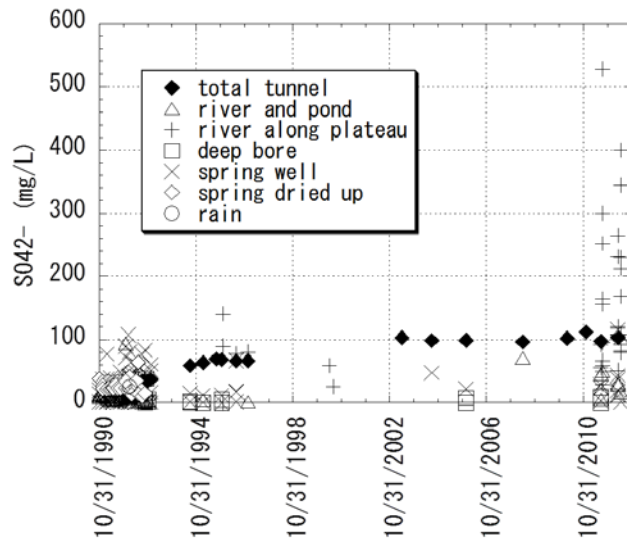 600
500
400
300
200
100
0
SO42- (mg/L)
total tunnel
river and pond
river along plateau
deep bore
spring well
spring dried up
rain
10/31/1990
10/31/1994
10/31/1998
10/31/2002
10/31/2006
10/31/2010